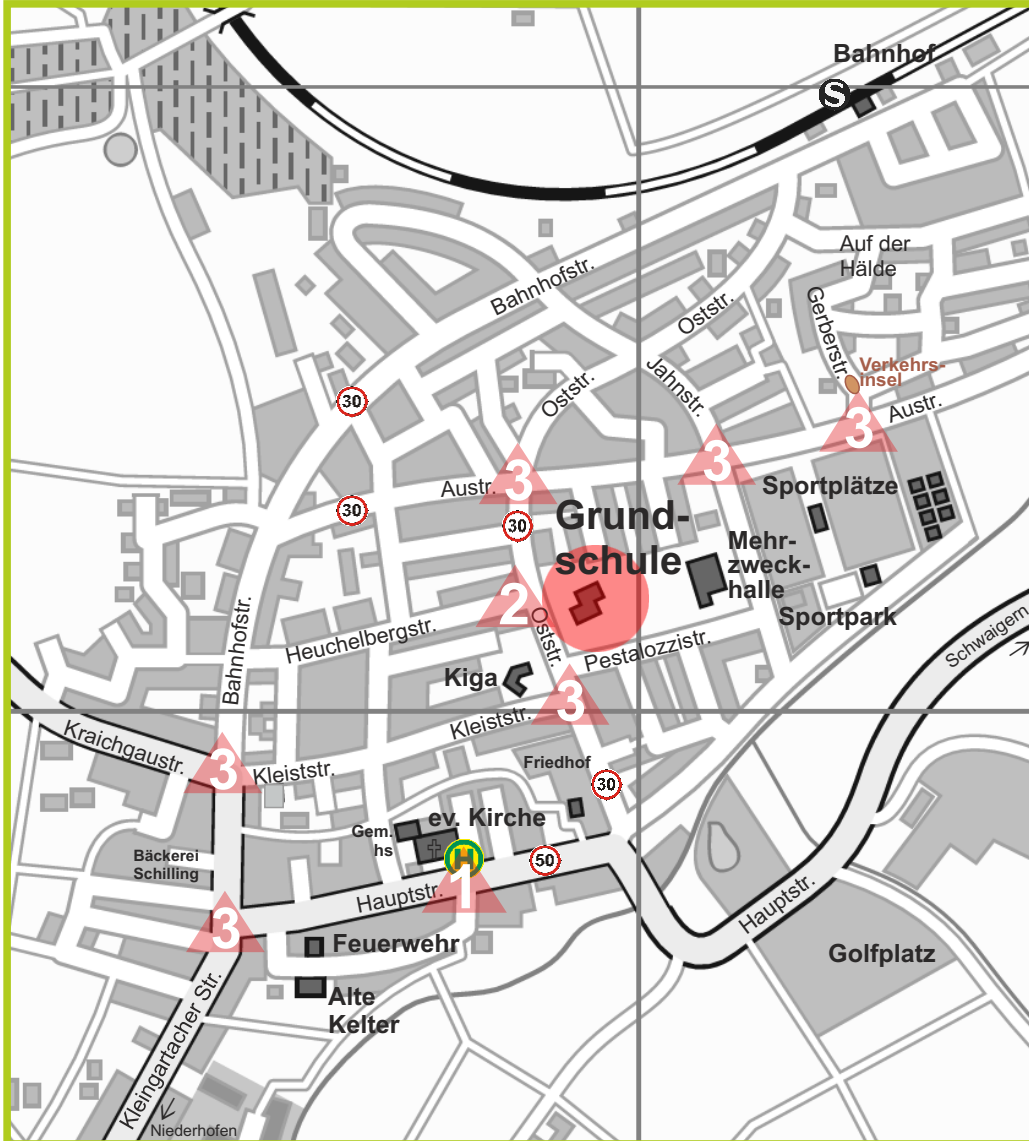 Bahnhof
S
Auf der
Hälde
Bahnhofstr.
Gerberstr.
Oststr.
Verkehrs-
insel
Jahnstr.
Oststr.
30
Austr.
3
3
3
Austr.
30
30
Sportplätze
Grund-
schule
Mehr-
zweck-
halle
2
Oststr.
Sportpark
Heuchelbergstr.
Bahnhofstr.
Pestalozzistr.
Schwaigern
Kiga
3
Kleiststr.
Kraichgaustr.
3
Kleiststr.
Friedhof
30
ev. Kirche
Gem.
hs
H
50
Bäckerei
Schilling
1
Hauptstr.
Hauptstr.
3
Feuerwehr
Golfplatz
Alte
Kelter
Kleingartacher Str.
Niederhofen